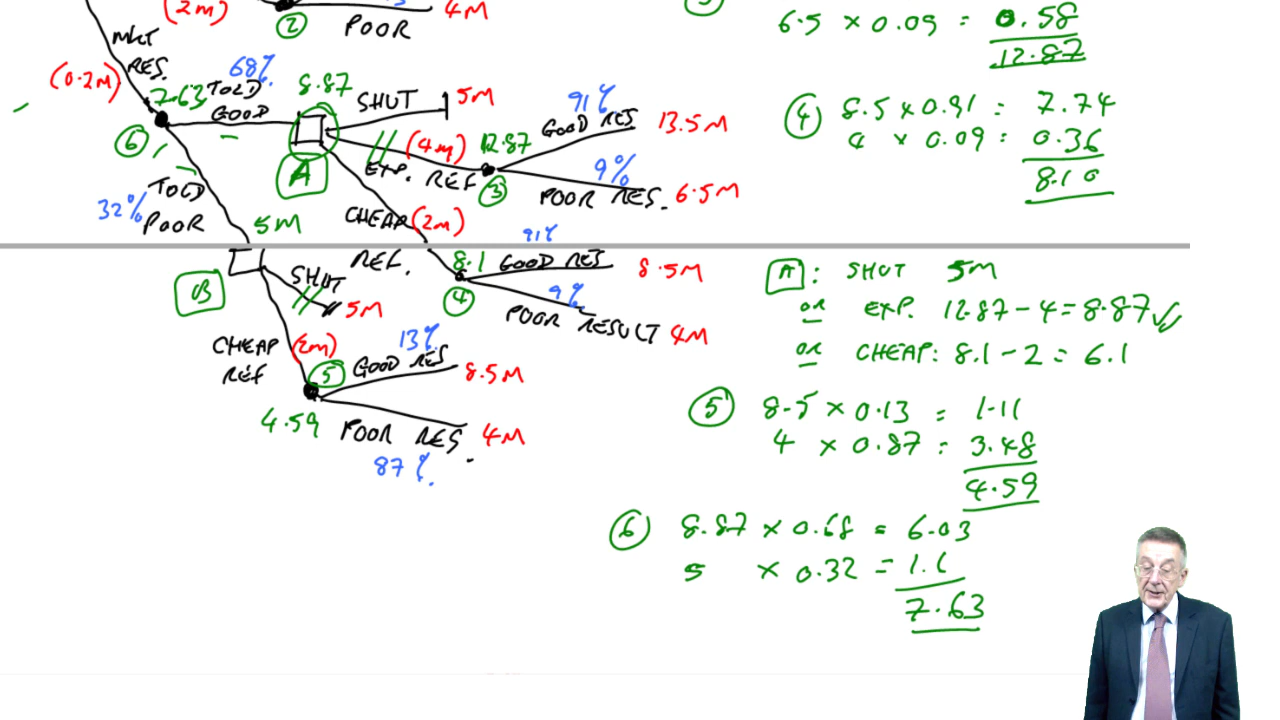 (2m)
②
POOR
4M
MKT
RES.
(0.2M)
7.63
⑥
68%
TOLD
GOOD
8.87
A
SHUT
5M
EXP. REF
(4m)
12.87
③
91%
GOOD RES
13.5M
9%
POOR RES.
6.5M
32%
TOLD
POOR
5M
CHEAP
REF.
(2m)
8.1
④
91%
GOOD RES
8.5M
9%
POOR RESULT
4M
B
SHUT
5M
CHEAP
REF
(2m)
⑤
4.59
13%
GOOD RES
8.5M
POOR RES.
4M
87%.
6.5 × 0.09 = 0.58
12.87
④ 8.5 × 0.91 = 7.74
4 × 0.09 = 0.36
8.10
A : SHUT 5M
OR EXP. 12.87 - 4 = 8.87 ✓
OR CHEAP: 8.1 - 2 = 6.1
⑤ 8.5 × 0.13 = 1.11
4 × 0.87 = 3.48
4.59
⑥ 8.87 × 0.68 = 6.03
5 × 0.32 = 1.6
7.63